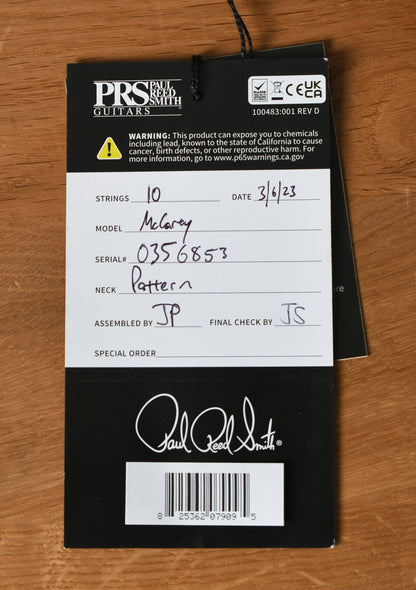 PRS PAUL REED SMITH
GUITARS
UK CA
CE
100483:001 REV D
WARNING: This product can expose you to chemicals
including lead, known to the state of California to cause
cancer, birth defects, or other reproductive harm. For
more information, go to www.p65warnings.ca.gov
STRINGS 10 DATE 3/6/23
MODEL McCarey
SERIAL# 0356853
NECK Pattern
ASSEMBLED BY JP FINAL CHECK BY JS
SPECIAL ORDER
re
Paul Reed Smith®
8 25362 07909 5